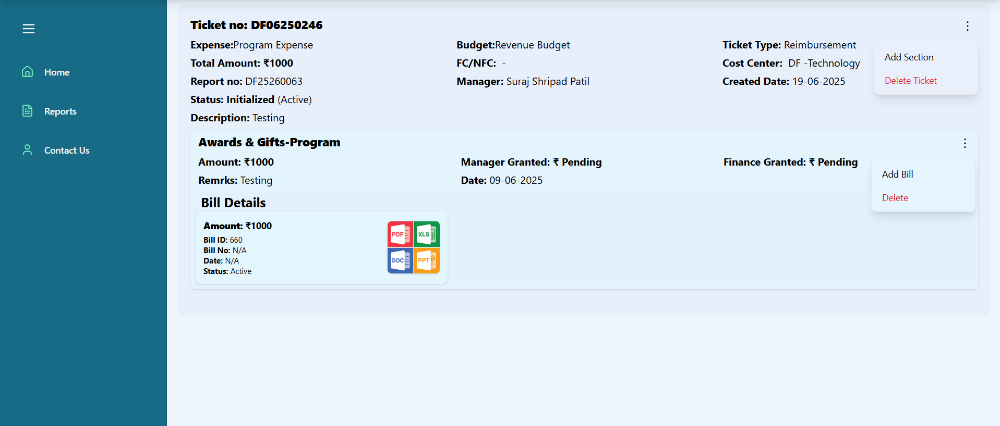 Home
Reports
Contact Us
Ticket no: DF06250246
Expense:Program Expense Budget:Revenue Budget Ticket Type: Reimbursement
Total Amount: ₹1000 FC/NFC: - Cost Center: DF -Technology
Report no: DF25260063 Manager: Suraj Shripad Patil Created Date: 19-06-2025
Status: Initialized (Active)
Description: Testing
Add Section
Delete Ticket
Awards & Gifts-Program
Amount: ₹1000 Manager Granted: ₹ Pending Finance Granted: ₹ Pending
Remrks: Testing Date: 09-06-2025
Add Bill
Delete
Bill Details
Amount: ₹1000
Bill ID: 660
Bill No: N/A
Date: N/A
Status: Active
PDF XLS
DOC PPT